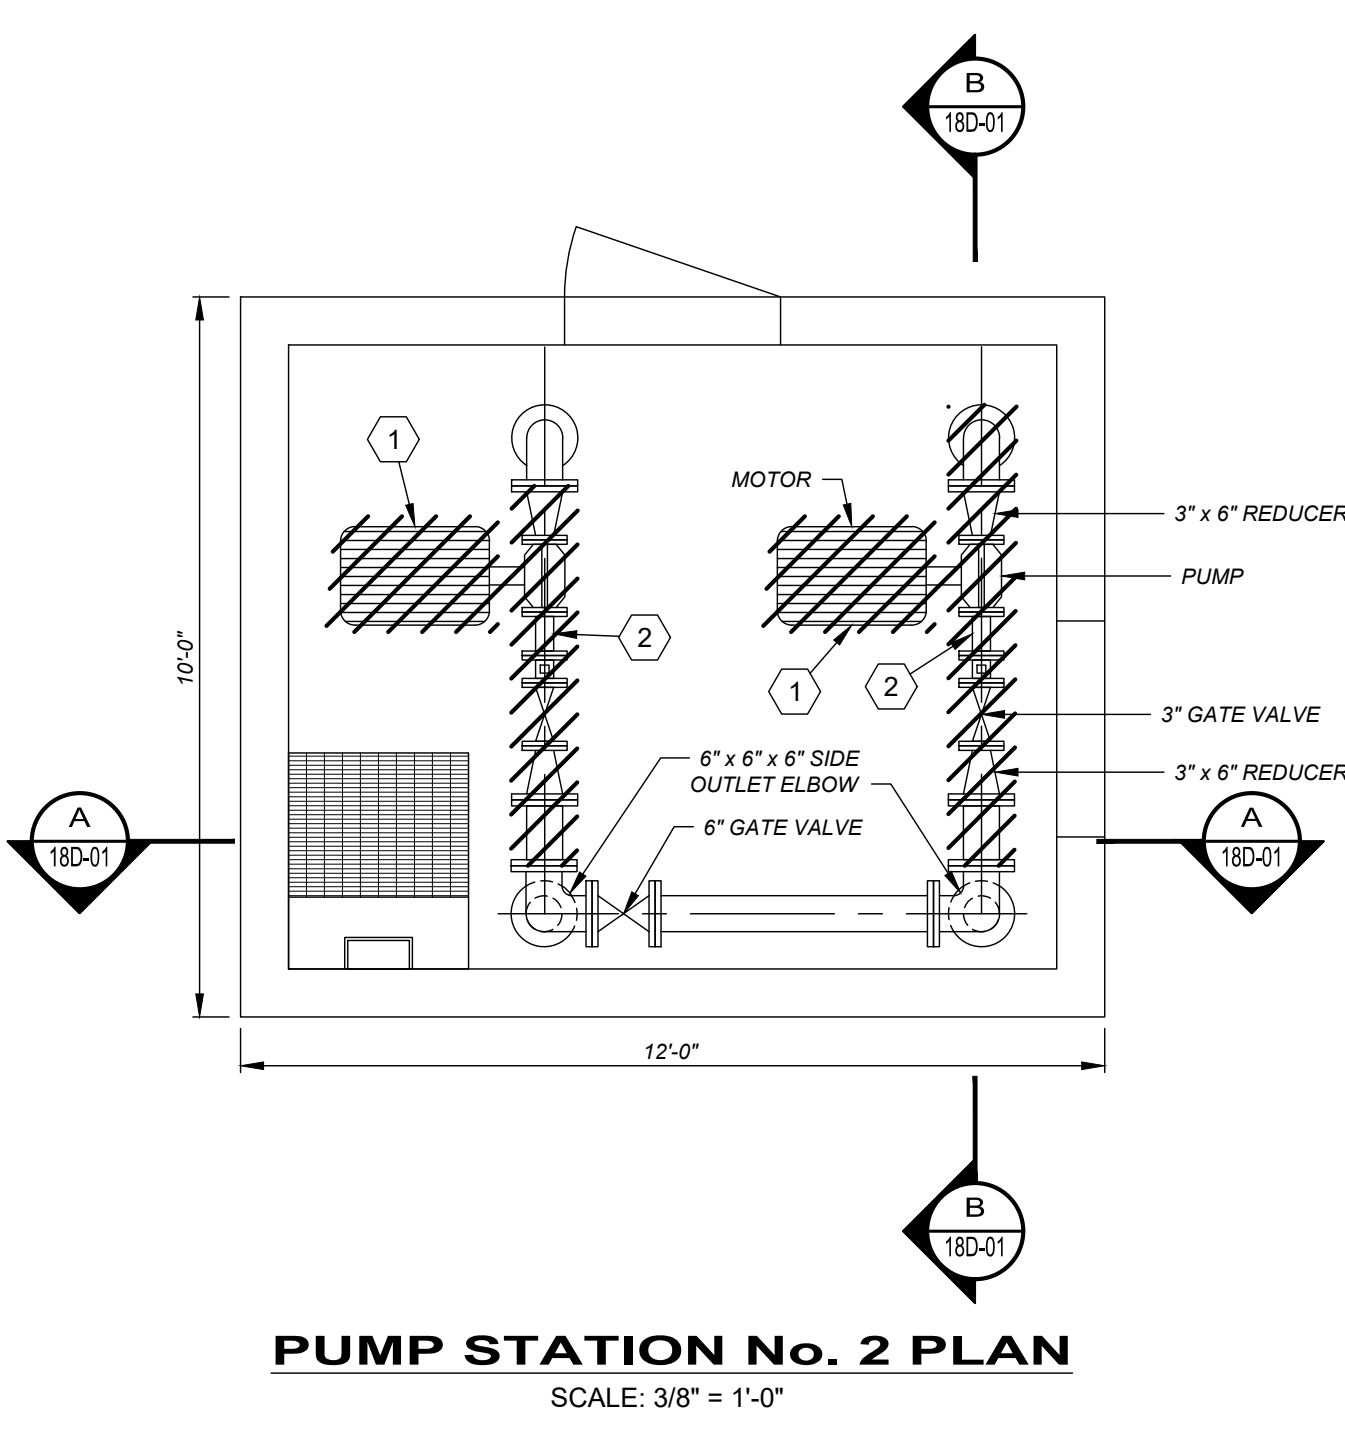 B
18D-01
1
MOTOR
3" x 6" REDUCER
PUMP
2
10'-0"
1
2
3" GATE VALVE
6" x 6" x 6" SIDE
OUTLET ELBOW
3" x 6" REDUCER
A
18D-01
6" GATE VALVE
A
18D-01
12'-0"
B
18D-01
PUMP STATION No. 2 PLAN
SCALE: 3/8" = 1'-0"